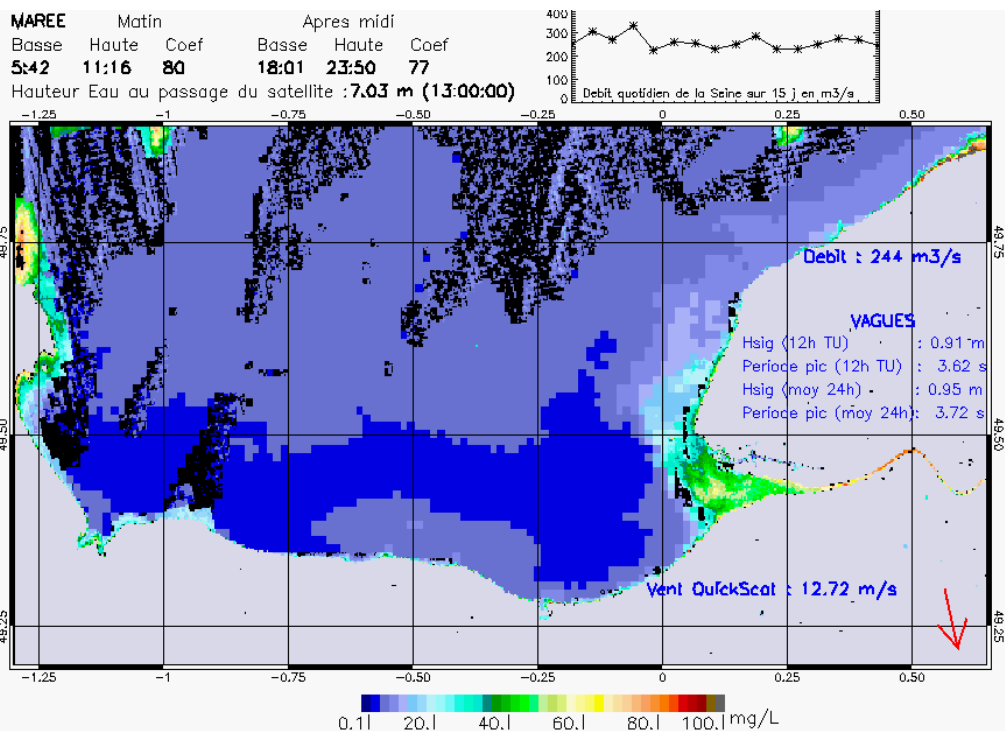 MAREE Matin Apres midi
Basse Haute Coef Basse Haute Coef
5:42 11:16 80 18:01 23:50 77
Hauteur Eau au passage du satellite : 7.03 m (13:00:00)
400
300
200
100
0
Debit quotidien de la Seine sur 15 j en m3/s
-1.25 -1 -0.75 -0.50 -0.25 0 0.25 0.50
49.75 49.75
Debit : 244 m3/s
VAGUES
Hsig (12h TU) : 0.91 m
Periode pic (12h TU) : 3.62 s
Hsig (moy 24h) - : 0.95 m
Periode pic (moy 24h): 3.72 s
49.50 49.50
Vent QuickScat : 12.72 m/s
49.25 49.25
-1.25 -1 -0.75 -0.50 -0.25 0 0.25 0.50
0.1 20.1 40.1 60.1 80.1 100.1 mg/L